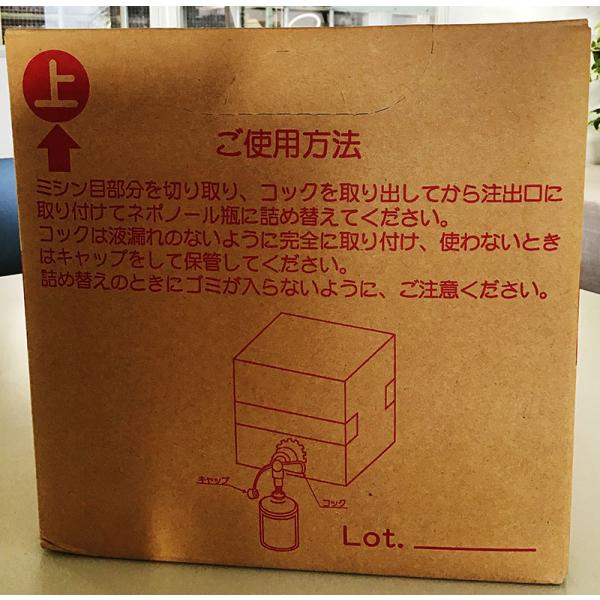 上
ご使用方法
ミシン目部分を切り取り、コックを取り出してから注出口に
取り付けてネポノール瓶に詰め替えてください。
コックは液漏れのないように完全に取り付け、使わないとき
はキャップをして保管してください。
詰め替えのときにゴミが入らないように、ご注意ください。
キャップ
コック
Lot.